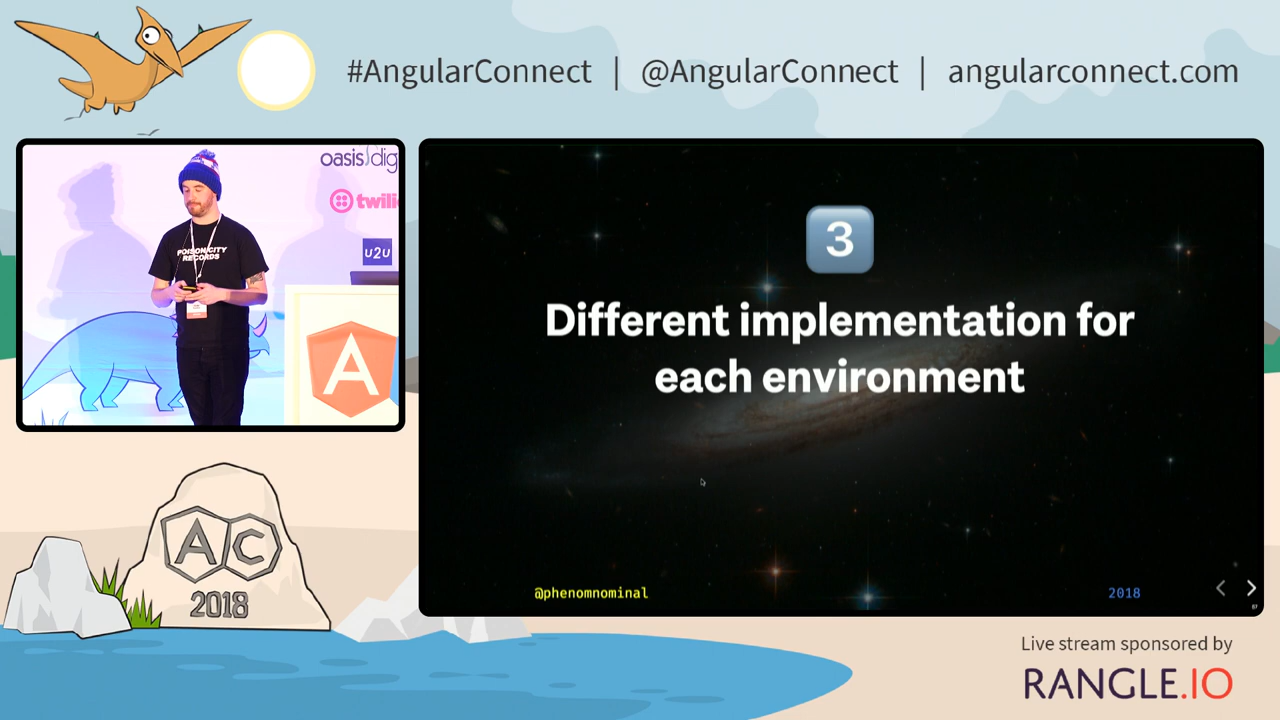 #AngularConnect | @AngularConnect | angularconnect.com
oasis dig
twili
U2U
POISON CITY
RECORDS
A
3
Different implementation for
each environment
@phenomnominal
2018
AC
2018
Live stream sponsored by
RANGLE.IO